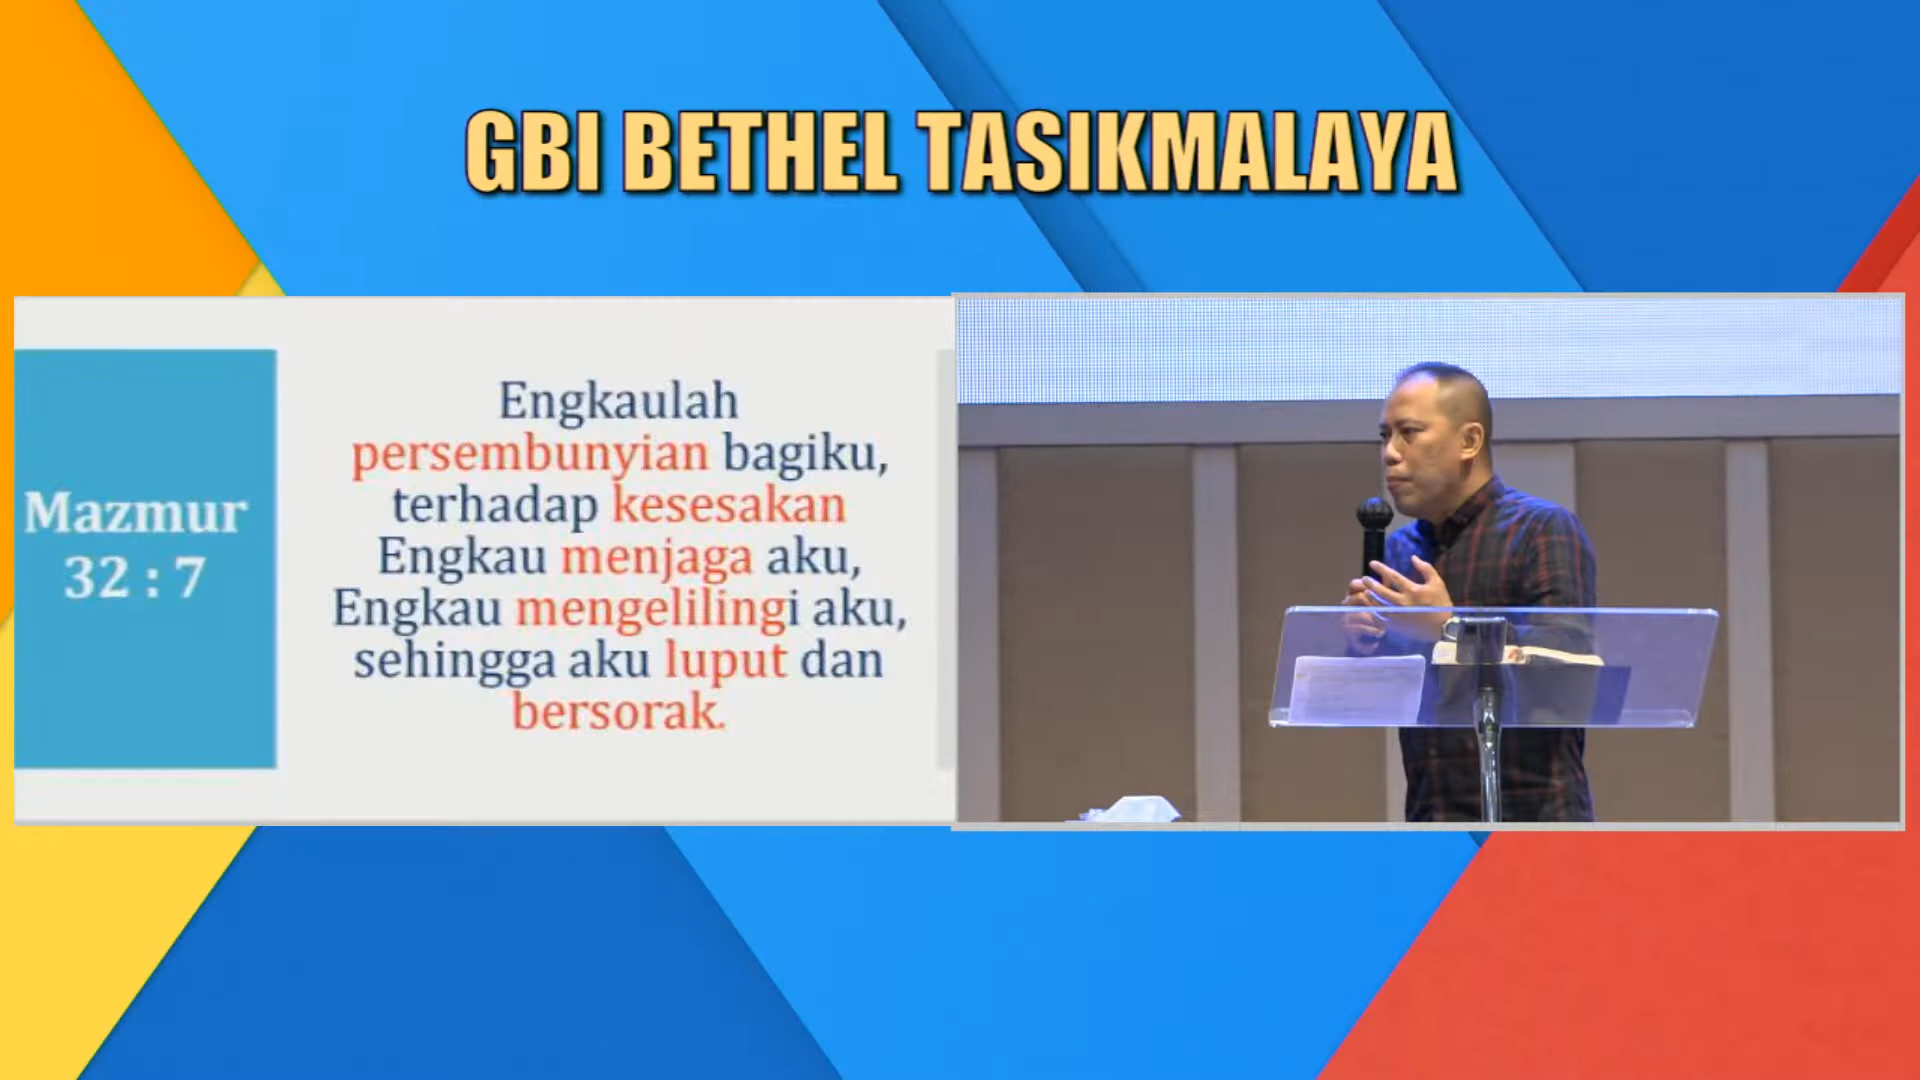 GBI BETHEL TASIKMALAYA
Mazmur
32 : 7
Engkaulah
persembunyian bagiku,
terhadap kesesakan
Engkau menjaga aku,
Engkau mengelilingi aku,
sehingga aku luput dan
bersorak.